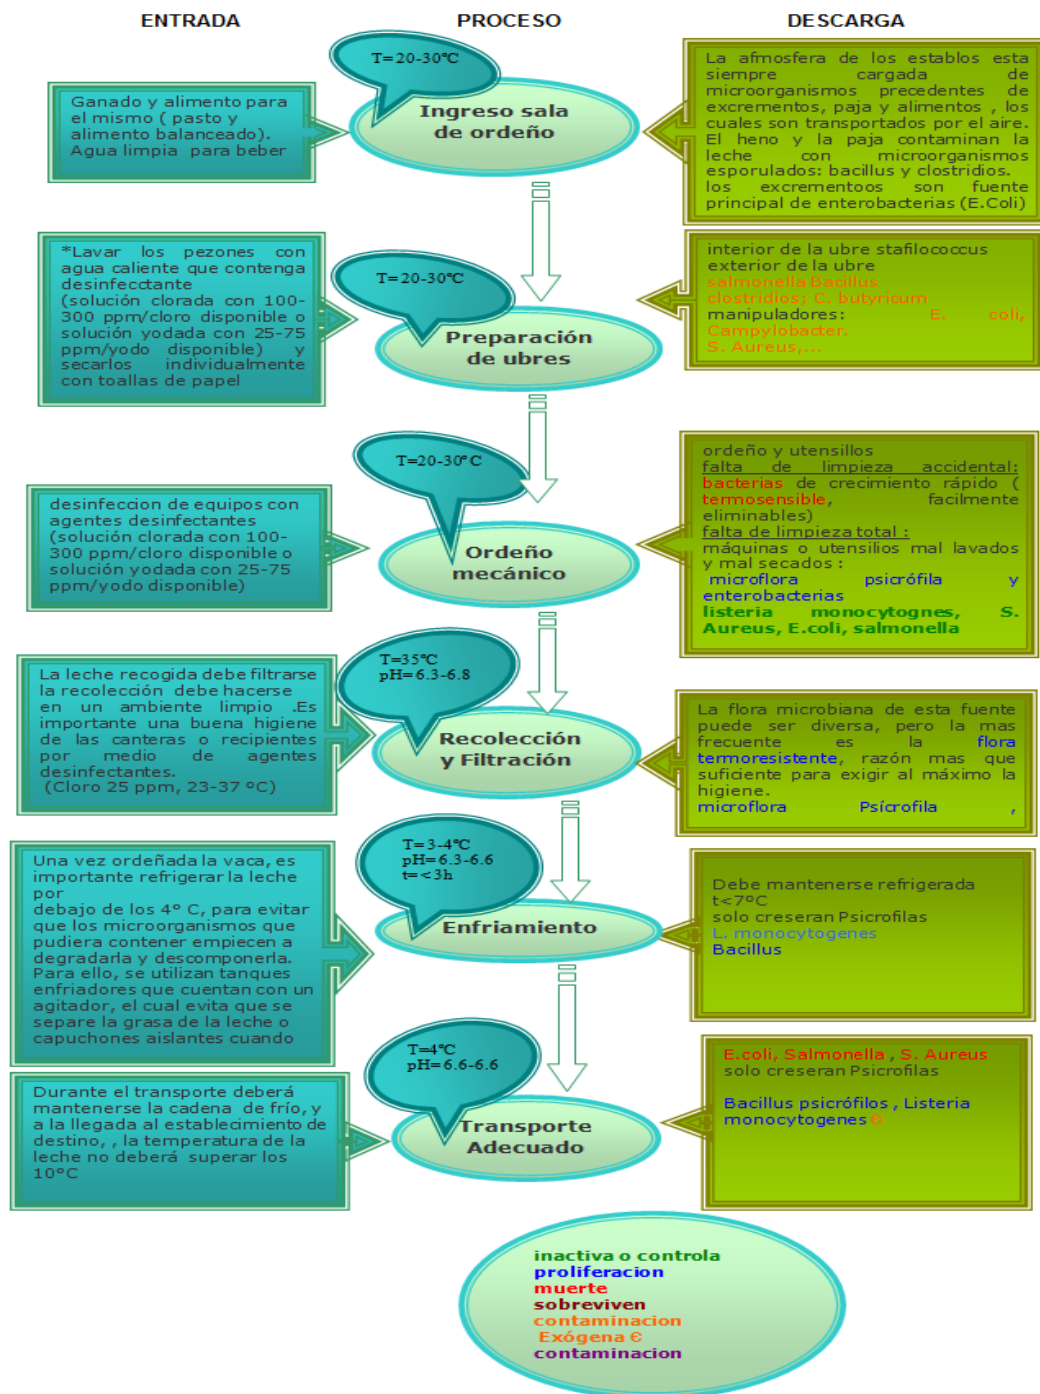 ENTRADA
PROCESO
DESCARGA
T=20-30ºC
Ingreso sala
de ordeño
Ganado y alimento para
el mismo ( pasto y
alimento balanceado).
Agua limpia para beber
La afmosfera de los establos esta
siempre cargada de
microorganismos precedentes de
excrementos, paja y alimentos , los
cuales son transportados por el aire.
El heno y la paja contaminan la
leche con microorganismos
esporulados: bacillus y clostridios.
los excrementoos son fuente
principal de enterobacterias (E.Coli)
*Lavar los pezones con
agua caliente que contenga
desinfecctante
(solución clorada con 100-
300 ppm/cloro disponible o
solución yodada con 25-75
ppm/yodo disponible) y
secarlos individualmente
con toallas de papel
T=20-30ºC
Preparación
de ubres
interior de la ubre stafilococcus
exterior de la ubre
salmonella Bacillus
clostridios; C. butyricum
manipuladores: E. coli,
Campylobacter.
S. Aureus,...
desinfeccion de equipos con
agentes desinfectantes
(solución clorada con 100-
300 ppm/cloro disponible o
solución yodada con 25-75
ppm/yodo disponible)
T=20-30ºC
Ordeño
mecánico
ordeño y utensillos
falta de limpieza accidental:
bacterias de crecimiento rápido (
termosensible, facilmente
eliminables)
falta de limpieza total :
máquinas o utensilios mal lavados
y mal secados :
microflora psicrófila y
enterobacterias
listeria monocytognes, S.
Aureus, E.coli, salmonella
La leche recogida debe filtrarse
la recolección debe hacerse
en un ambiente limpio .Es
importante una buena higiene
de las canteras o recipientes
por medio de agentes
desinfectantes.
(Cloro 25 ppm, 23-37 ºC)
T=35ºC
pH=6.3-6.8
Recolección
y Filtración
La flora microbiana de esta fuente
puede ser diversa, pero la mas
frecuente es la flora
termoresistente, razón mas que
suficiente para exigir al máximo la
higiene.
microflora Psícrofila ,
Una vez ordeñada la vaca, es
importante refrigerar la leche
por
debajo de los 4° C, para evitar
que los microorganismos que
pudiera contener empiecen a
degradarla y descomponerla.
Para ello, se utilizan tanques
enfriadores que cuentan con un
agitador, el cual evita que se
separe la grasa de la leche o
capuchones aislantes cuando
T=3-4ºC
pH=6.3-6.6
t=<3h
Enfriamiento
Debe mantenerse refrigerada
t<7ºC
solo creseran Psicrofilas
L. monocytogenes
Bacillus
Durante el transporte deberá
mantenerse la cadena de frío, y
a la llegada al establecimiento de
destino, , la temperatura de la
leche no deberá superar los
10°C
T=4ºC
pH=6.6-6.6
Transporte
Adecuado
E.coli, Salmonella , S. Aureus
solo creseran Psicrofilas
Bacillus psicrófilos , Listeria
monocytogenes Є
inactiva o controla
proliferacion
muerte
sobreviven
contaminacion
Exógena Є
contaminacion